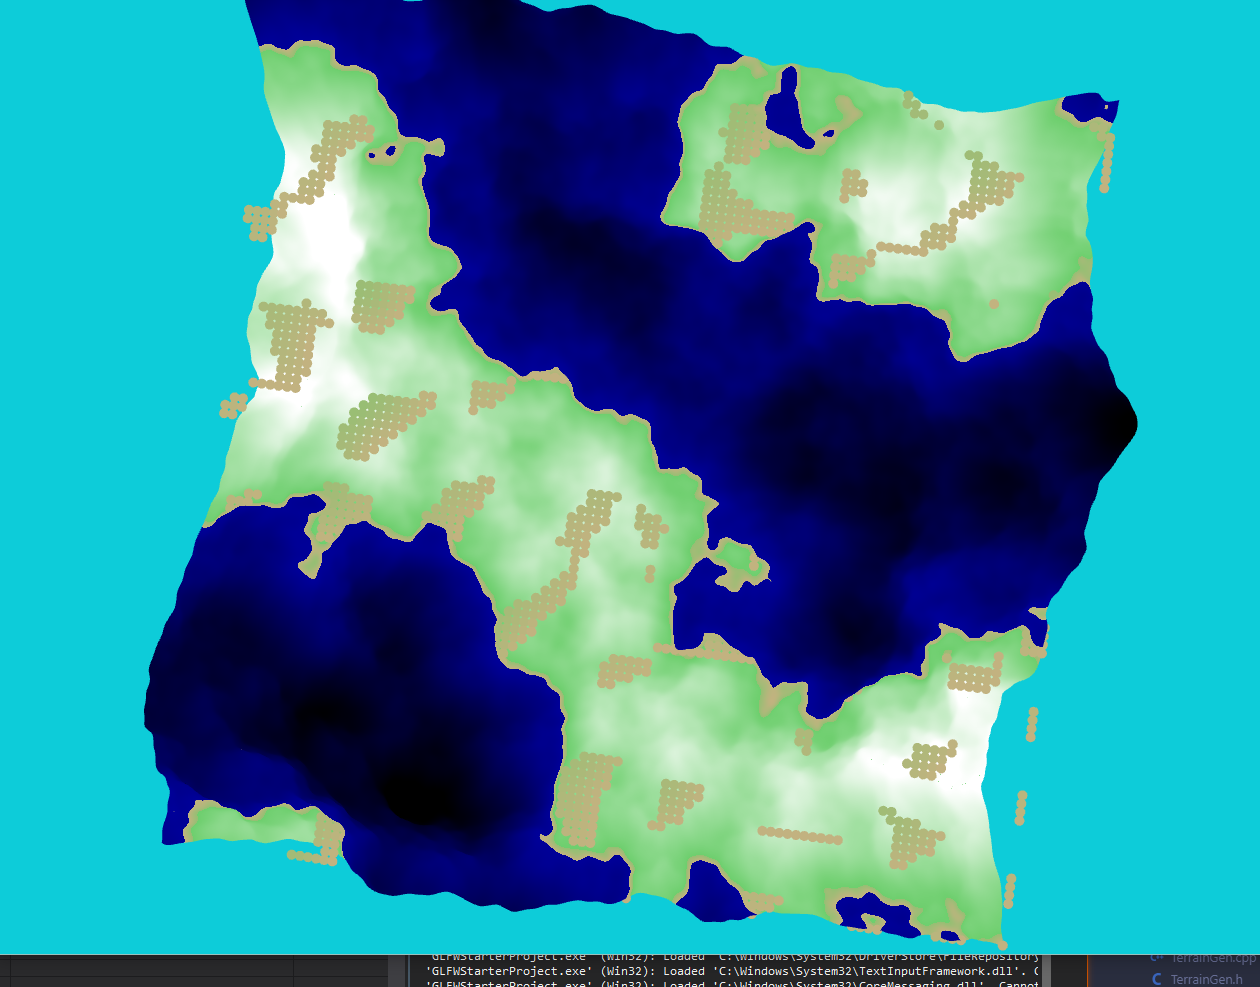 'GLFWStarterProject.exe' (Win32): Loaded 'C:\Windows\System32\DriverStore\FileRepository
TerrainGen.cpp
'GLFWStarterProject.exe' (Win32): Loaded 'C:\Windows\System32\TextInputFramework.dll'.
TerrainGen.h
'GLFWStarterProject.exe' (Win32): Loaded 'C:\Windows\System32\CoreMessaging.dll'. Cannot